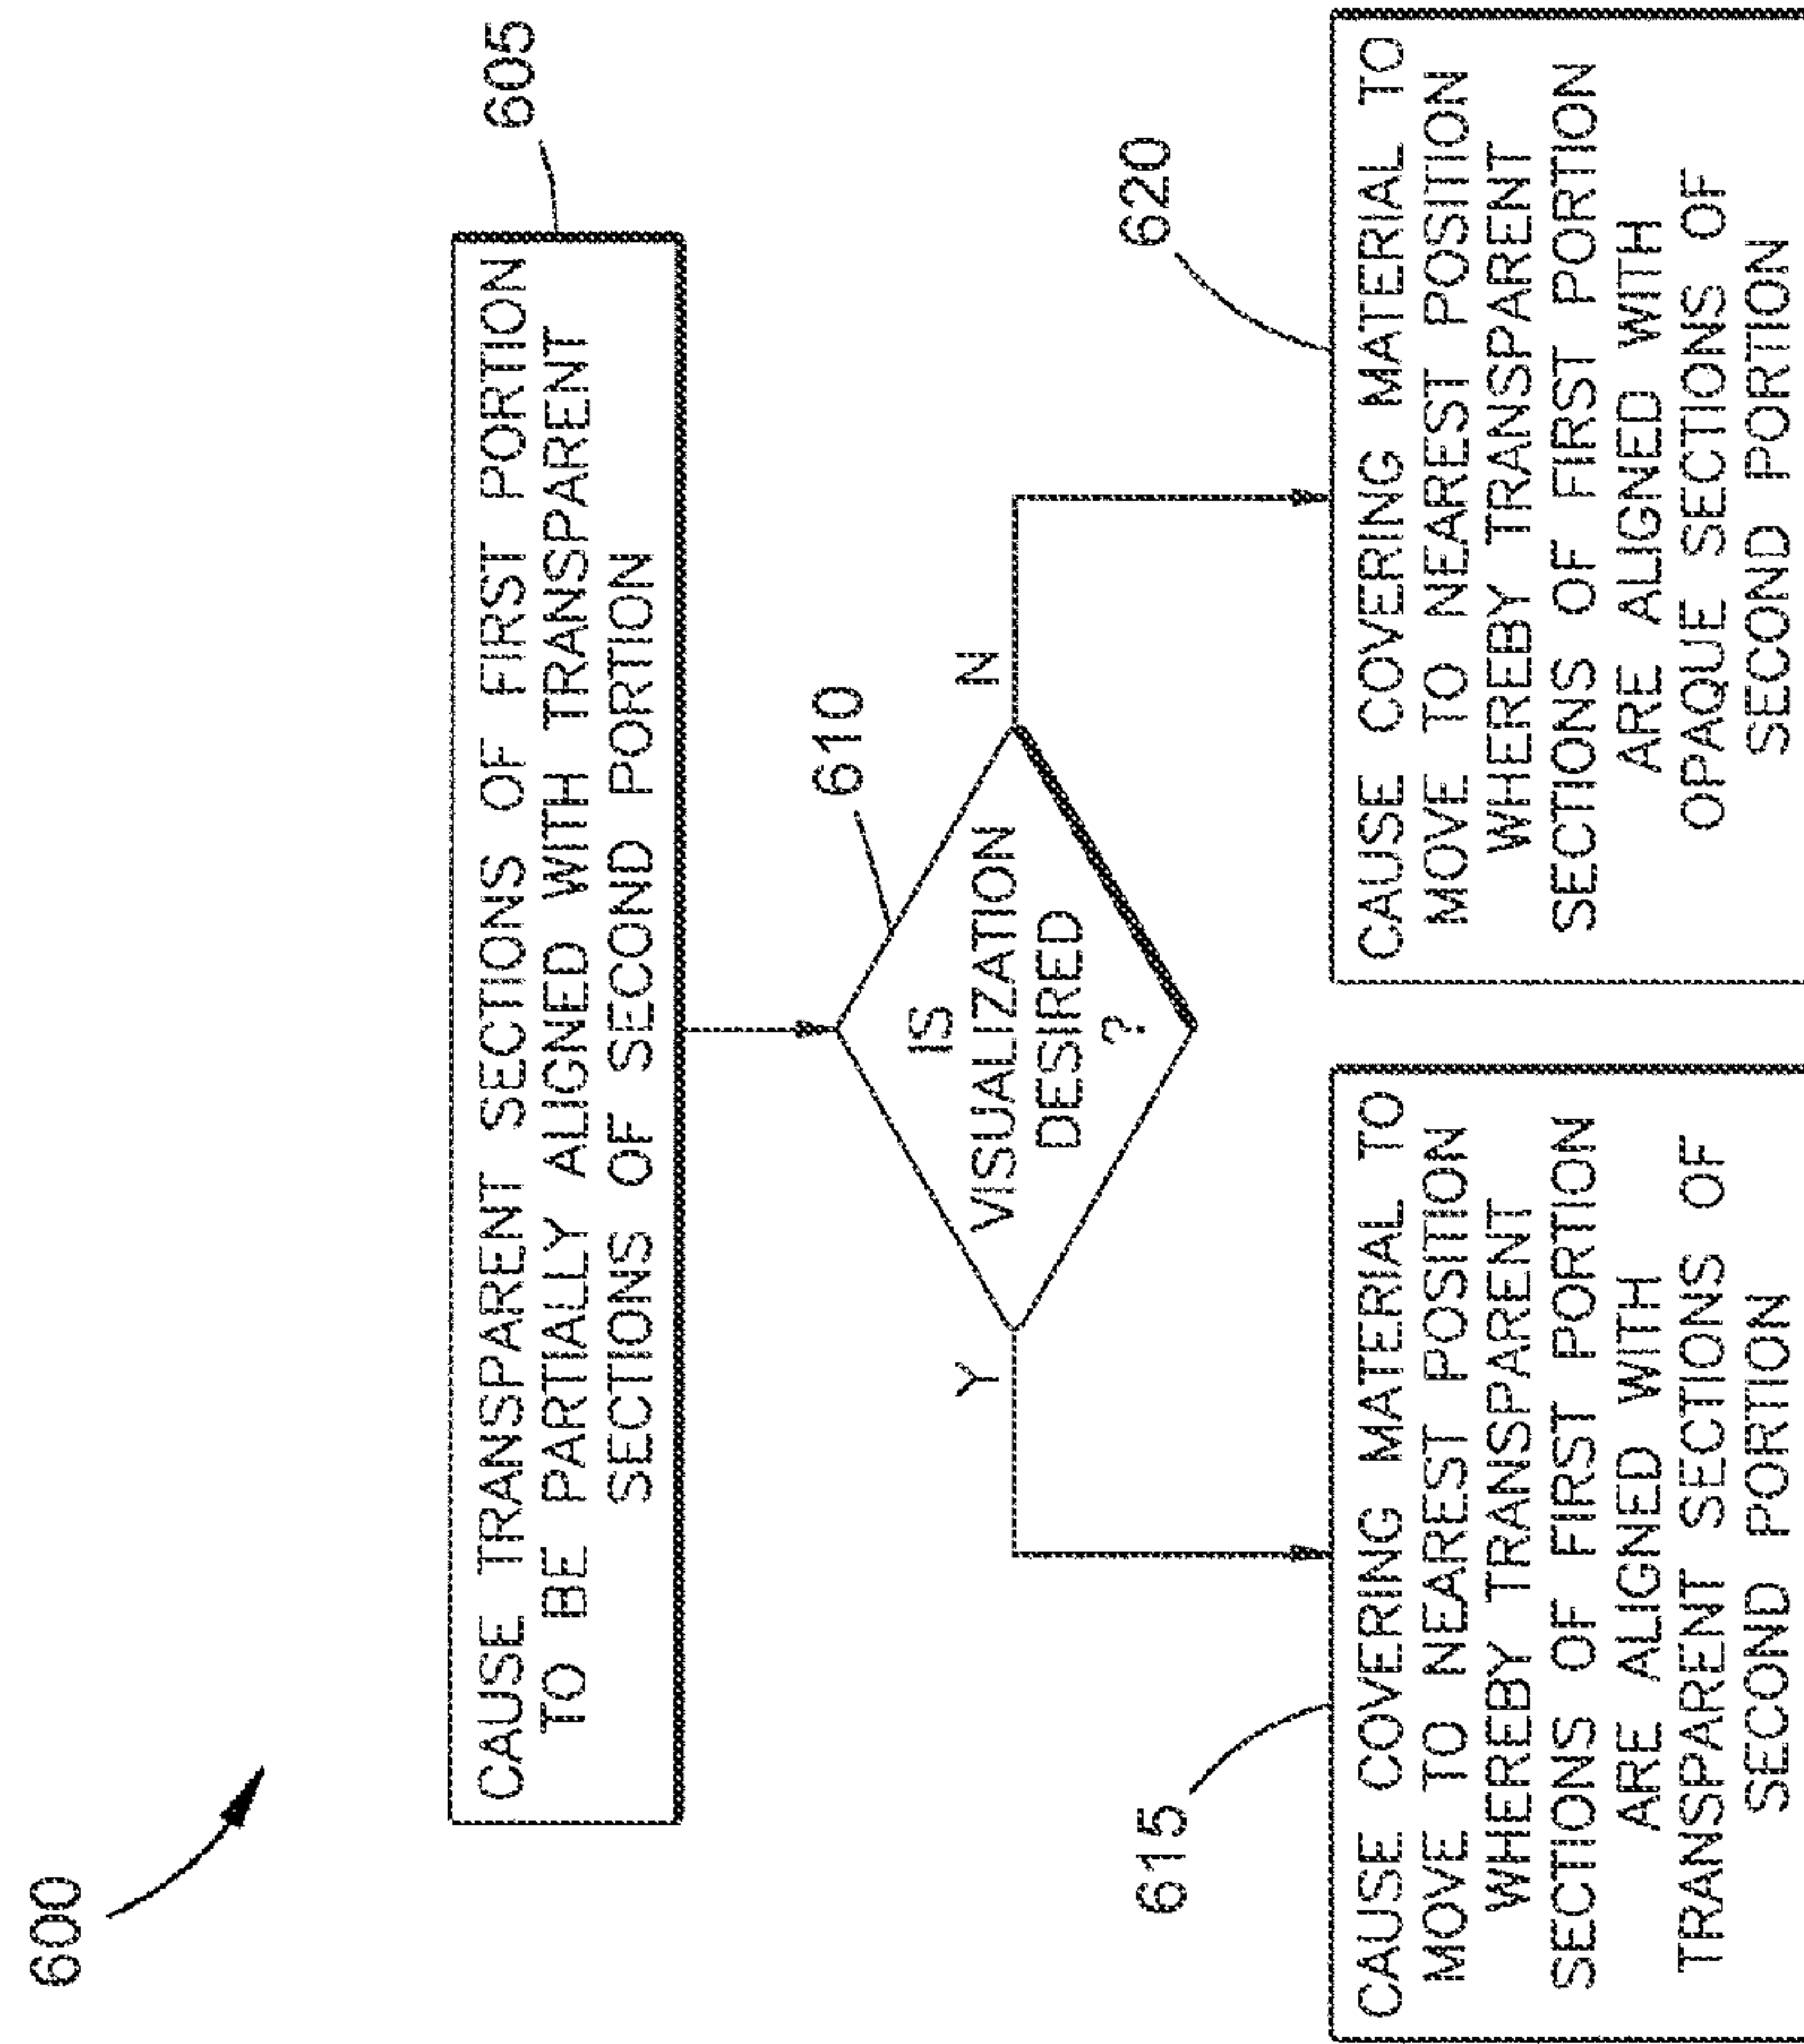 600
605
CAUSE TRANSPARENT SECTIONS OF FIRST PORTION
TO BE PARTIALLY ALIGNED WITH TRANSPARENT
SECTIONS OF SECOND PORTION
610
IS
VISUALIZATION
DESIRED
?
Y
N
615
CAUSE COVERING MATERIAL TO
MOVE TO NEAREST POSITION
WHEREBY TRANSPARENT
SECTIONS OF FIRST PORTION
ARE ALIGNED WITH
TRANSPARENT SECTIONS OF
SECOND PORTION
620
CAUSE COVERING MATERIAL TO
MOVE TO NEAREST POSITION
WHEREBY TRANSPARENT
SECTIONS OF FIRST PORTION
ARE ALIGNED WITH
OPAQUE SECTIONS OF
SECOND PORTION